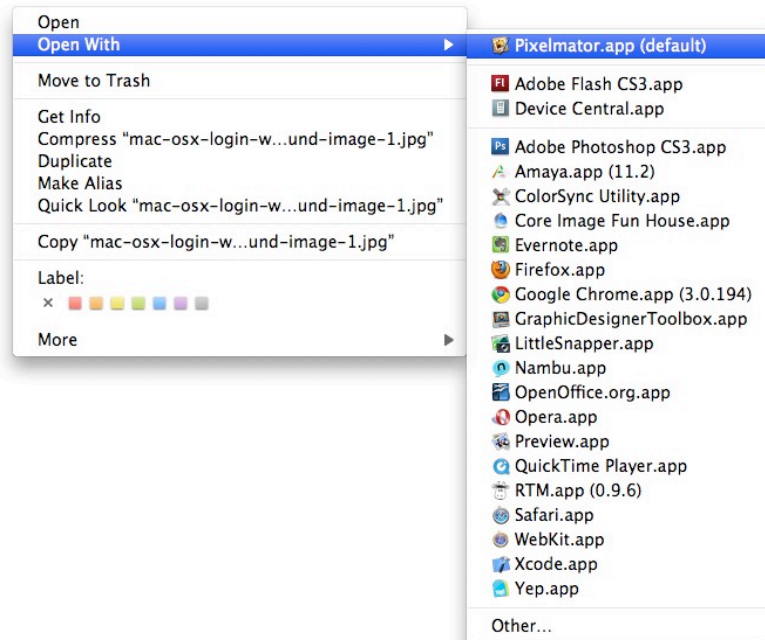 Open
Open With
Move to Trash
Get Info
Compress “mac-osx-login-w...und-image-1.jpg”
Duplicate
Make Alias
Quick Look “mac-osx-login-w...und-image-1.jpg”
Copy “mac-osx-login-w...und-image-1.jpg”
Label:
More
Pixelmator.app (default)
Adobe Flash CS3.app
Device Central.app
Adobe Photoshop CS3.app
Amaya.app (11.2)
ColorSync Utility.app
Core Image Fun House.app
Evernote.app
Firefox.app
Google Chrome.app (3.0.194)
GraphicDesignerToolbox.app
LittleSnapper.app
Nambu.app
OpenOffice.org.app
Opera.app
Preview.app
QuickTime Player.app
RTM.app (0.9.6)
Safari.app
WebKit.app
Xcode.app
Yep.app
Other...